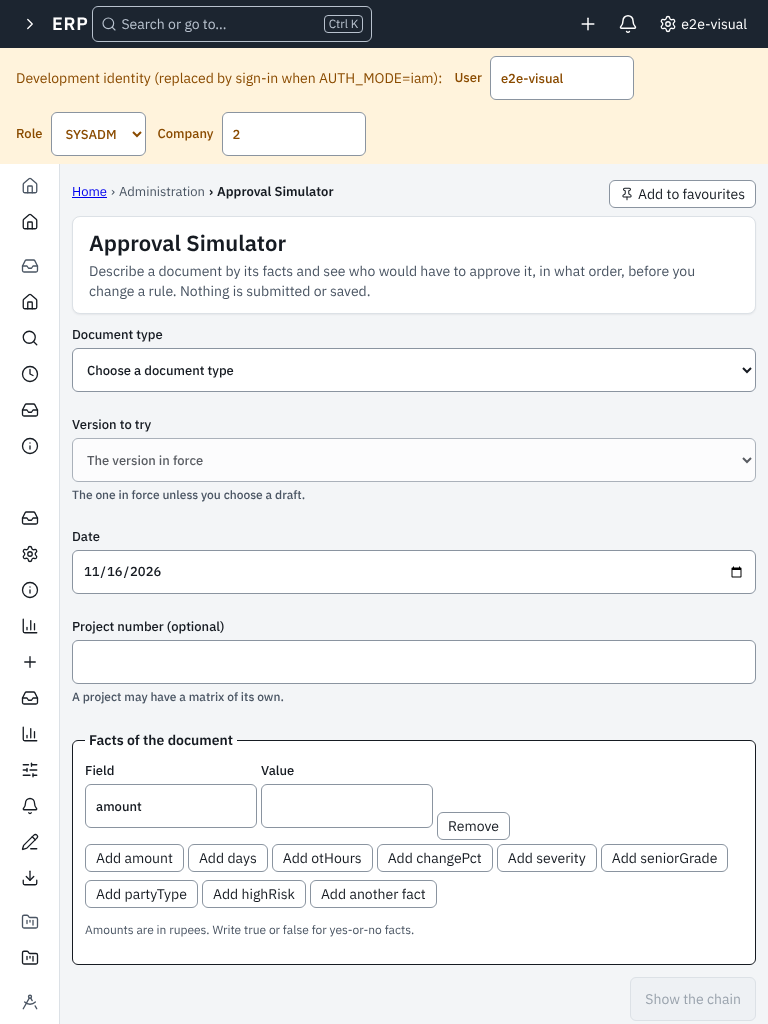 ERP
Search or go to...
Ctrl K
e2e-visual
Development identity (replaced by sign-in when AUTH_MODE=iam):
User
e2e-visual
Role
SYSADM
Company
2
Home › Administration › Approval Simulator
Add to favourites
Approval Simulator
Describe a document by its facts and see who would have to approve it, in what order, before you
change a rule. Nothing is submitted or saved.
Document type
Choose a document type
Version to try
The version in force
The one in force unless you choose a draft.
Date
11/16/2026
Project number (optional)
A project may have a matrix of its own.
Facts of the document
Field
Value
amount
Remove
Add amount
Add days
Add otHours
Add changePct
Add severity
Add seniorGrade
Add partyType
Add highRisk
Add another fact
Amounts are in rupees. Write true or false for yes-or-no facts.
Show the chain